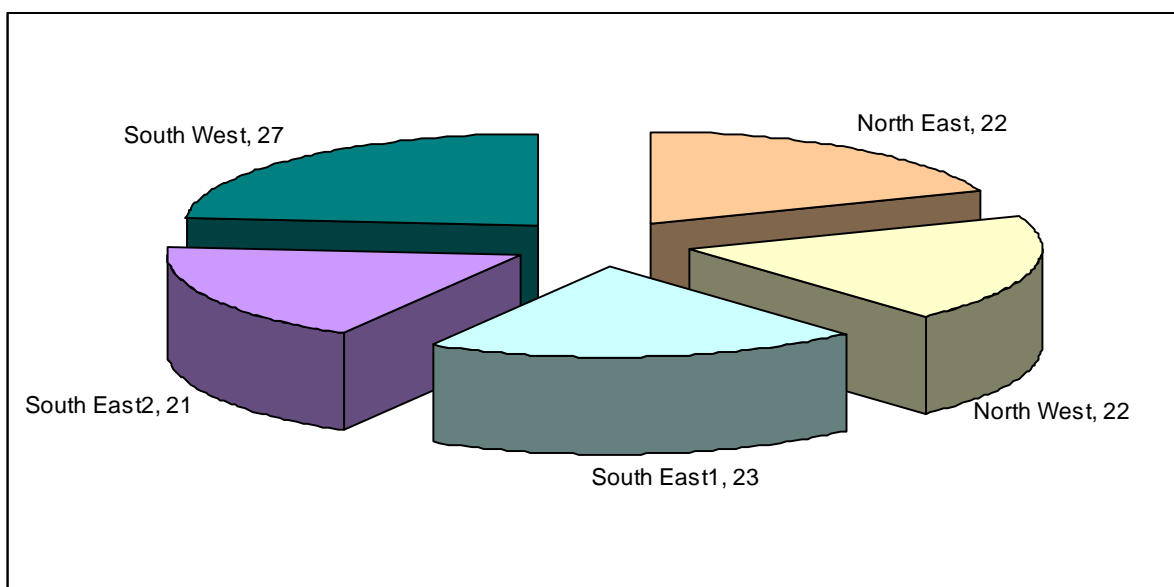 North East, 22
South West, 27
South East2, 21
North West, 22
South East1, 23